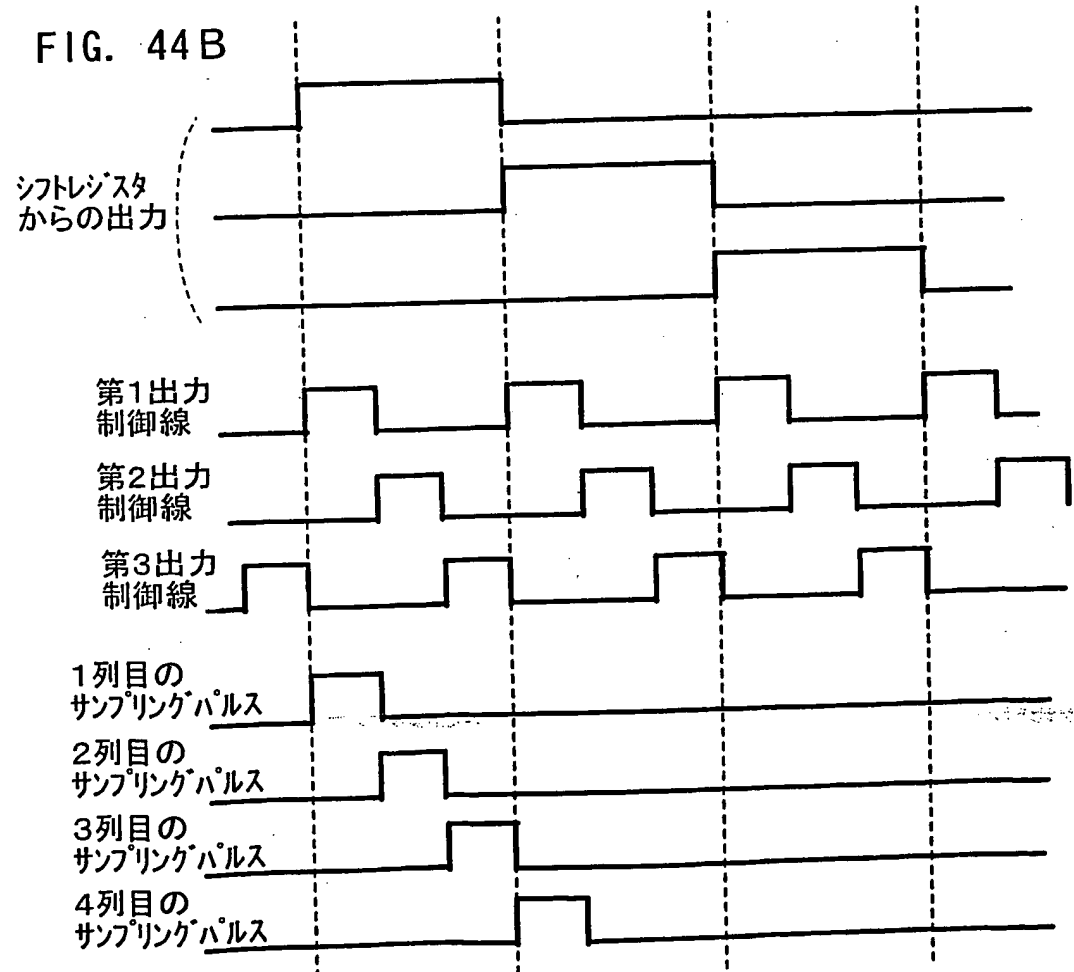 FIG. 44B
シフトレジスタ
からの出力
第1出力
制御線
第2出力
制御線
第3出力
制御線
1列目の
サンプリングパルス
2列目の
サンプリングパルス
3列目の
サンプリングパルス
4列目の
サンプリングパルス